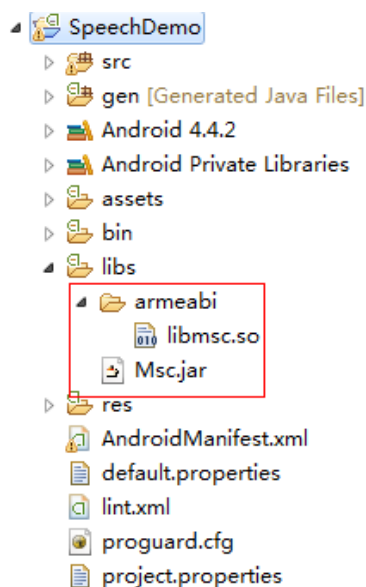 SpeechDemo
src
gen [Generated Java Files]
Android 4.4.2
Android Private Libraries
assets
bin
libs
armeabi
010 libmsc.so
Msc.jar
res
AndroidManifest.xml
default.properties
lint.xml
proguard.cfg
project.properties